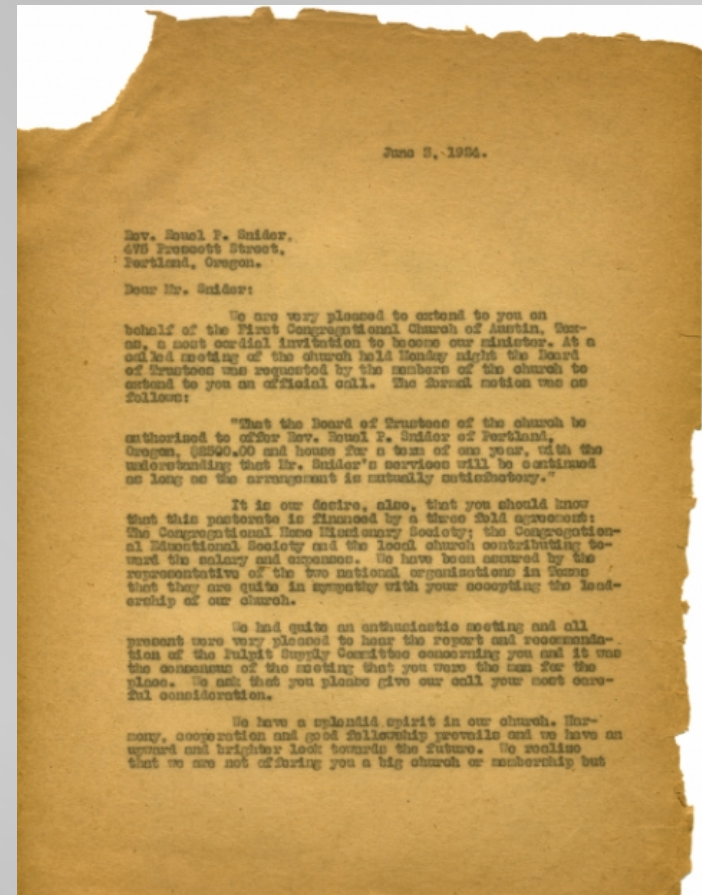 June 3, 1924.
Rev. Rouel P. Snider,
475 Prescott Street,
Portland, Oregon.
Dear Mr. Snider:
We are very pleased to extend to you on
behalf of the First Congregational Church of Austin, Tex-
as, a most cordial invitation to become our minister. At a
called meeting of the church held Monday night the Board
of Trustees was requested by the members of the church to
extend to you an official call. The formal motion was as
follows:
"That the Board of Trustees of the church be
authorized to offer Rev. Rouel P. Snider of Portland,
Oregon, $2500.00 and house for a term of one year, with the
understanding that Mr. Snider's services will be continued
as long as the arrangement is mutually satisfactory."
It is our desire, also, that you should know
that this pastorate is financed by a three fold agreement:
The Congregational Home Missionary Society; the Congregation-
al Educational Society and the local church contributing to-
ward the salary and expenses. We have been assured by the
representative of the two national organizations in Texas
that they are quite in sympathy with your accepting the lead-
ership of our church.
We had quite an enthusiastic meeting and all
present were very pleased to hear the report and recommenda-
tion of the Pulpit Supply Committee concerning you and it was
the consensus of the meeting that you were the man for the
place. We ask that you please give our call your most care-
ful consideration.
We have a splendid spirit in our church. Har-
mony, cooperation and good fellowship prevails and we have an
upward and brighter look towards the future. We realize
that we are not offering you a big church or membership but